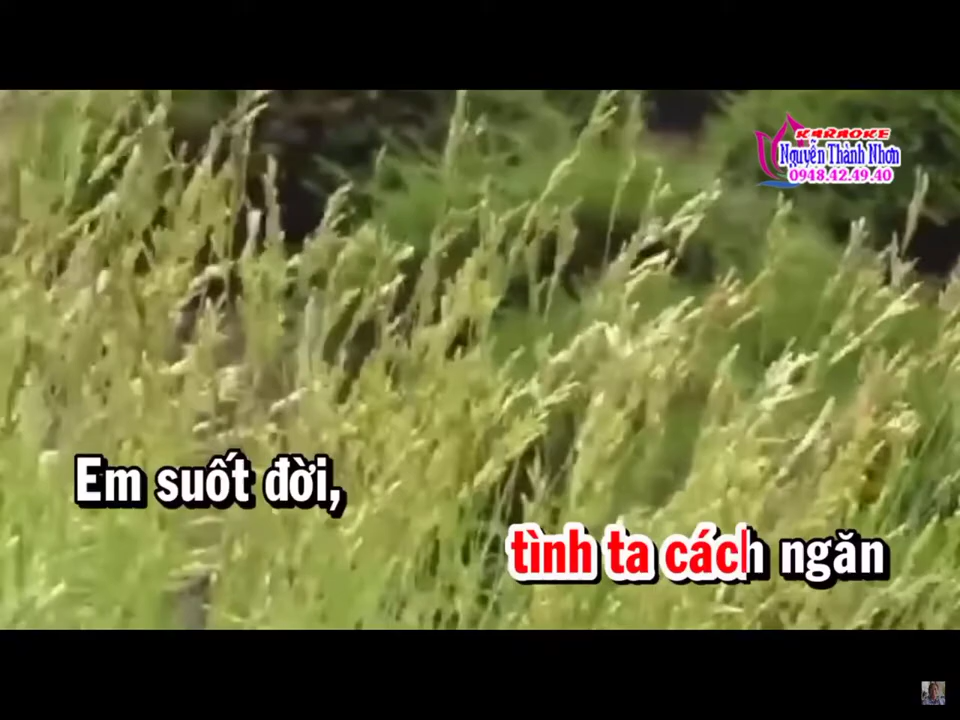 KARAOKE
Nguyễn Thành Nhơn
0948.42.49.40
Em suốt đời,
tình ta cách ngăn